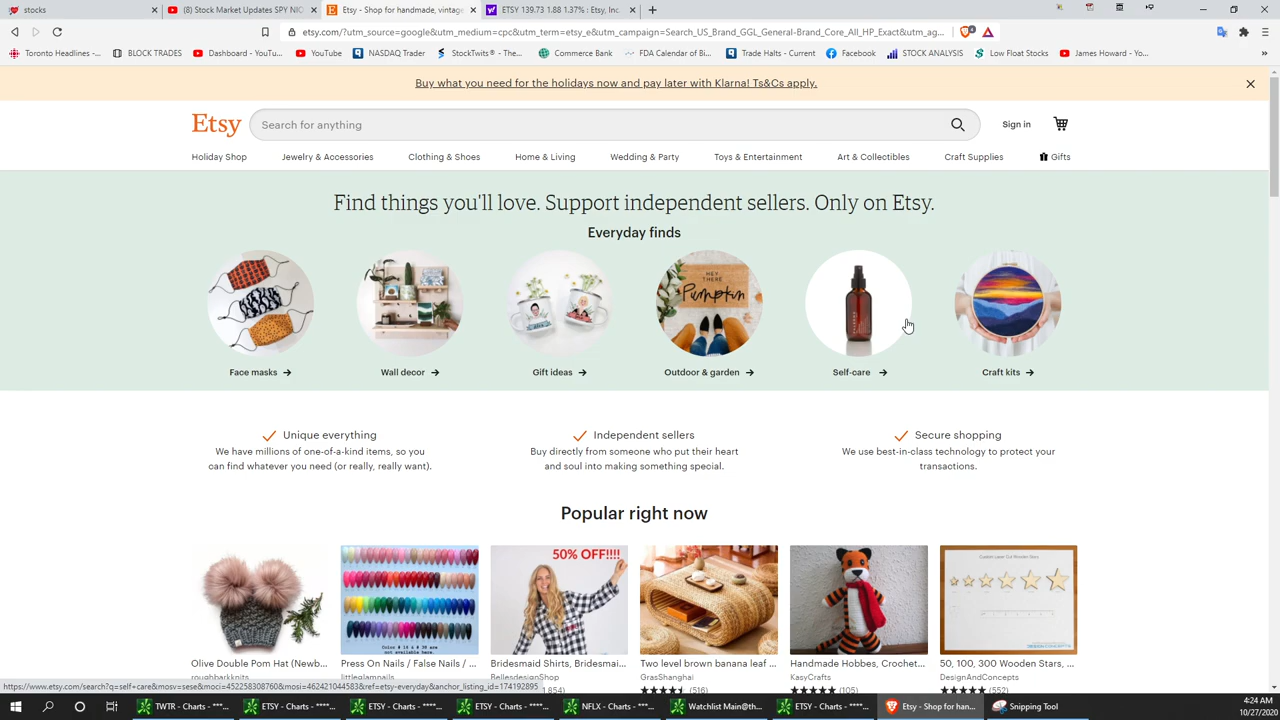 stocks
(8) Stock Market Updates SPY NIO
Etsy - Shop for handmade, vintage
ETSY 139.73 1.88 1.37% : Etsy, Inc.
etsy.com/?utm_source=google&utm_medium=cpc&utm_term=etsy_e&utm_campaign=Search_US_Brand_GGL_General-Brand_Core_All_HP_Exact&utm_ag...
Toronto Headlines -...
BLOCK TRADES
Dashboard - YouTu...
YouTube
NASDAQ Trader
StockTwits® - The...
Commerce Bank
FDA Calendar of Bi...
Trade Halts - Current
Facebook
STOCK ANALYSIS
Low Float Stocks
James Howard - Yo...
Buy what you need for the holidays now and pay later with Klarna! Ts&Cs apply.
Etsy
Search for anything
Sign in
Holiday Shop
Jewelry & Accessories
Clothing & Shoes
Home & Living
Wedding & Party
Toys & Entertainment
Art & Collectibles
Craft Supplies
Gifts
Find things you'll love. Support independent sellers. Only on Etsy.
Everyday finds
HEY THERE
Pumpkin
Face masks
Wall decor
Gift ideas
Outdoor & garden
Self-care
Craft kits
Unique everything
We have millions of one-of-a-kind items, so you
can find whatever you need (or really, really want).
Independent sellers
Buy directly from someone who put their heart
and soul into making something special.
Secure shopping
We use best-in-class technology to protect your
transactions.
Popular right now
50% OFF!!!!
Custom Laser Cut Wooden Stars
Olive Double Pom Hat (Newb...
Press On Nails / False Nails / ...
Bridesmaid Shirts, Bridesmai...
Two level brown banana leaf ...
Handmade Hobbes, Crochet...
50, 100, 300 Wooden Stars, ...
roughbarkknits
littleglamnails
BellesdesignShop
GrasShanghai
KasyCrafts
DesignAndConcepts
,854)
(516)
(105)
(552)
https://www.etsy.com/search?q=self+care&mosv=sese&moci=452258308760&mosi=462421044583&ref=etsy-everyday&anchor_listing_id=174192895
TWTR - Charts - ****...
ETSY - Charts - ****...
ETSY - Charts - ****...
ETSY - Charts - ****...
NFLX - Charts - ****...
Watchlist Main@th...
ETSY - Charts - ****...
Etsy - Shop for han...
Snipping Tool
4:24 AM
10/27/2020